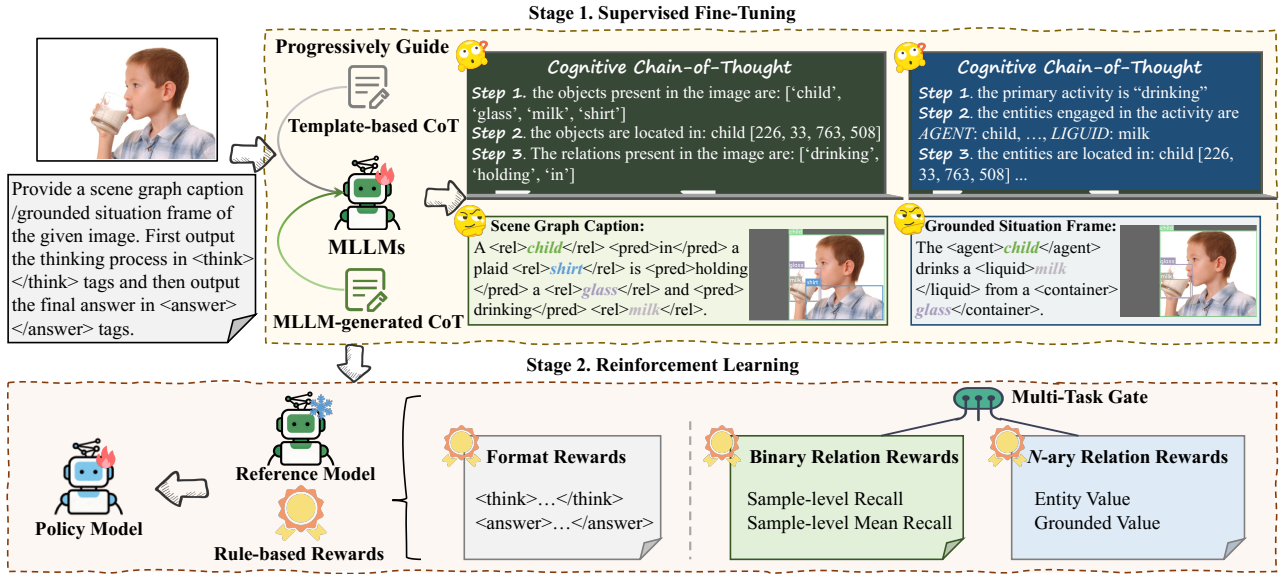 Stage 1. Supervised Fine-Tuning
Provide a scene graph caption
/grounded situation frame of
the given image. First output
the thinking process in <think>
</think> tags and then output
the final answer in <answer>
</answer> tags.
Progressively Guide
Template-based CoT
MLLMs
MLLM-generated CoT
Cognitive Chain-of-Thought
Step 1. the objects present in the image are: ['child',
'glass', 'milk', 'shirt']
Step 2. the objects are located in: child [226, 33, 763, 508]
Step 3. The relations present in the image are: ['drinking',
'holding', 'in']
Cognitive Chain-of-Thought
Step 1. the primary activity is “drinking”
Step 2. the entities engaged in the activity are
AGENT: child, …, LIGUID: milk
Step 3. the entities are located in: child [226,
33, 763, 508] ...
Scene Graph Caption:
A <rel>child</rel> <pred>in</pred> a
plaid <rel>shirt</rel> is <pred>holding
</pred> a <rel>glass</rel> and <pred>
drinking</pred> <rel>milk</rel>.
glass
shirt
Grounded Situation Frame:
The <agent>child</agent>
drinks a <liquid>milk
</liquid> from a <container>
glass</container>.
glass
Stage 2. Reinforcement Learning
Policy Model
Reference Model
Rule-based Rewards
Format Rewards
<think>…</think>
<answer>…</answer>
Multi-Task Gate
Binary Relation Rewards
Sample-level Recall
Sample-level Mean Recall
N-ary Relation Rewards
Entity Value
Grounded Value